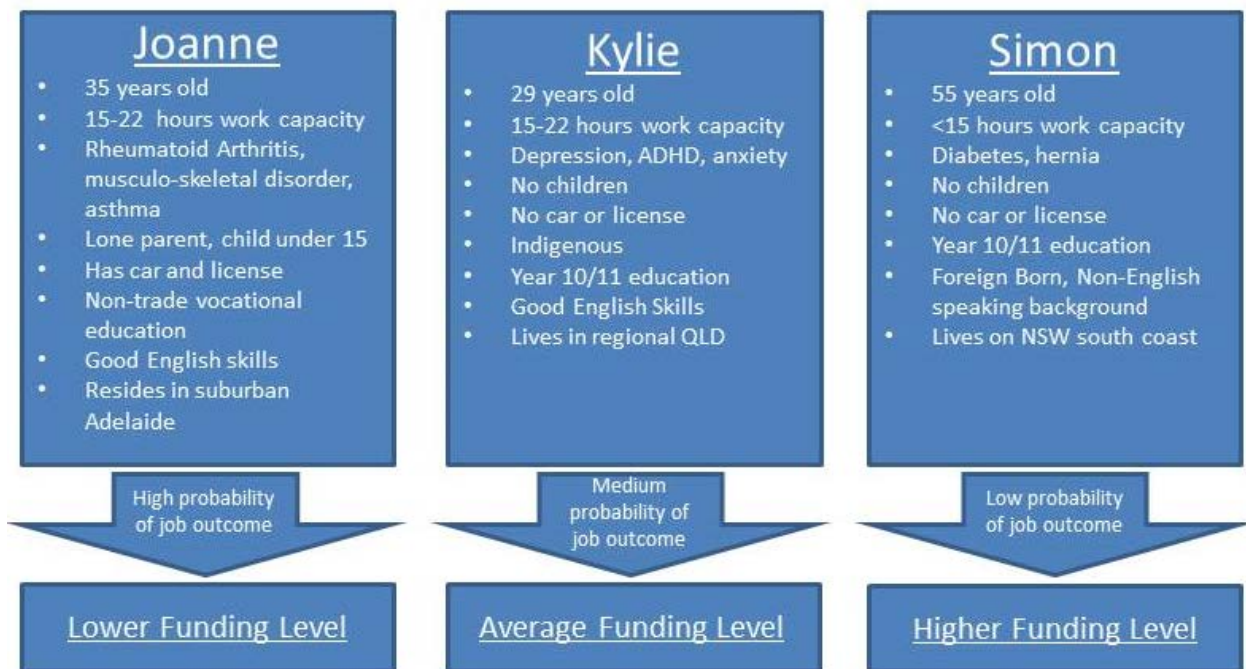 Joanne
• 35 years old
• 15-22 hours work capacity
• Rheumatoid Arthritis,
musculo-skeletal disorder,
asthma
• Lone parent, child under 15
• Has car and license
• Non-trade vocational
education
• Good English skills
• Resides in suburban
Adelaide
High probability
of job outcome
Lower Funding Level
Kylie
• 29 years old
• 15-22 hours work capacity
• Depression, ADHD, anxiety
• No children
• No car or license
• Indigenous
• Year 10/11 education
• Good English Skills
• Lives in regional QLD
Medium
probability of
job outcome
Average Funding Level
Simon
• 55 years old
• <15 hours work capacity
• Diabetes, hernia
• No children
• No car or license
• Year 10/11 education
• Foreign Born, Non-English
speaking background
• Lives on NSW south coast
Low probability
of job outcome
Higher Funding Level